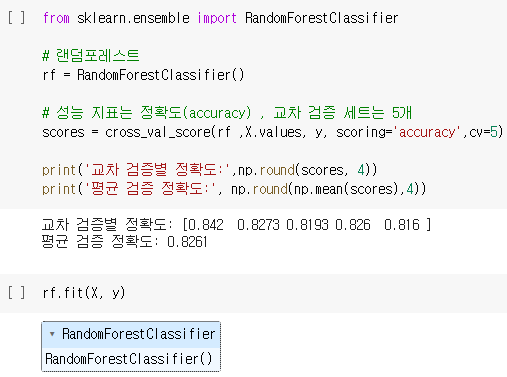 [ ] from sklearn.ensemble import RandomForestClassifier
# 랜덤포레스트
rf = RandomForestClassifier()
# 성능 지표는 정확도(accuracy) , 교차 검증 세트는 5개
scores = cross_val_score(rf ,X.values, y, scoring='accuracy',cv=5)
print('교차 검증별 정확도:',np.round(scores, 4))
print('평균 검증 정확도:', np.round(np.mean(scores),4))
교차 검증별 정확도: [0.842  0.8273 0.8193 0.826  0.816 ]
평균 검증 정확도: 0.8261
[ ] rf.fit(X, y)
▾ RandomForestClassifier
RandomForestClassifier()